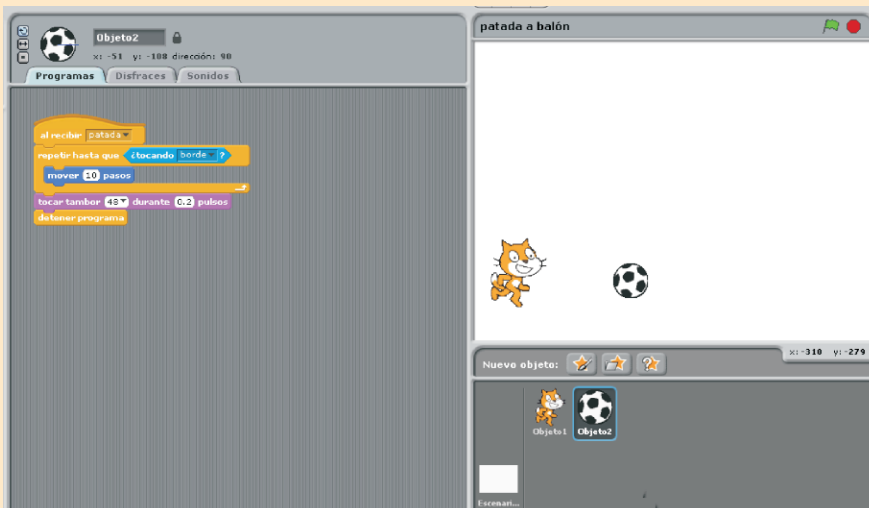 Objeto2
x: -51 y: -108 dirección: 90
Programas Disfraces Sonidos
al recibir patada
repetir hasta que ¿tocando borde ?
mover 10 pasos
tocar tambor 48 durante 0.2 pulsos
detener programa
patada a balón
x: -310 y: -279
Nuevo objeto:
Objeto1 Objeto2
Escenari...